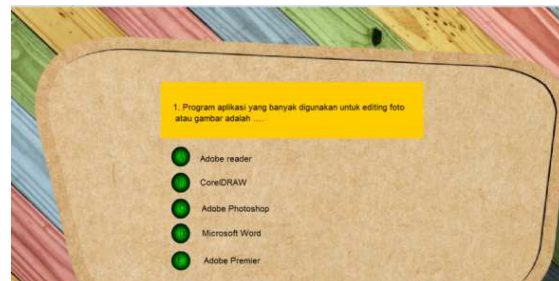 1. Program aplikasi yang banyak digunakan untuk editing foto
atau gambar adalah .....
Adobe reader
CorelDRAW
Adobe Photoshop
Microsoft Word
Adobe Premier